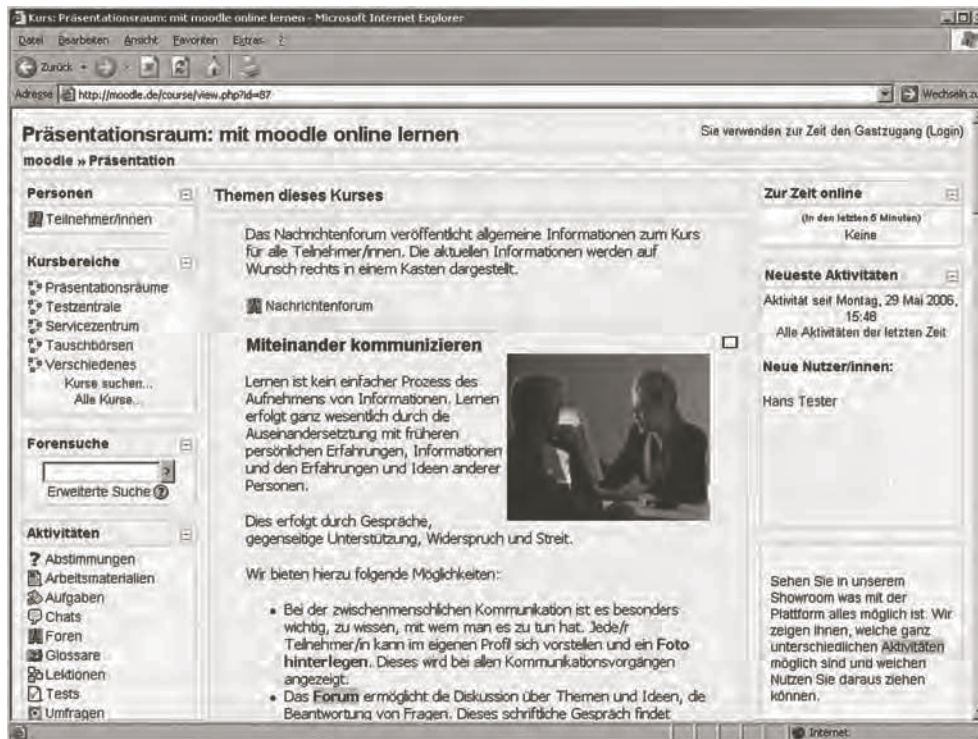 Kurs: Präsentationsraum: mit moodle online lernen - Microsoft Internet Explorer
Datei Bearbeiten Ansicht Favoriten Extras ?
Zurück
Adresse http://moodle.de/course/view.php?id=87 Wechseln zu
Präsentationsraum: mit moodle online lernen
Sie verwenden zur Zeit den Gastzugang (Login)
moodle » Präsentation
Personen
Teilnehmer/innen
Kursbereiche
Präsentationsräume
Testzentrale
Servicezentrum
Tauschbörsen
Verschiedenes
Kurse suchen...
Alle Kurse...
Forensuche
Erweiterte Suche
Aktivitäten
Abstimmungen
Arbeitsmaterialien
Aufgaben
Chats
Foren
Glossare
Lektionen
Tests
Umfragen
Themen dieses Kurses
Das Nachrichtenforum veröffentlicht allgemeine Informationen zum Kurs
für alle Teilnehmer/innen. Die aktuellen Informationen werden auf
Wunsch rechts in einem Kasten dargestellt.
Nachrichtenforum
Miteinander kommunizieren
Lernen ist kein einfacher Prozess des
Aufnehmens von Informationen. Lernen
erfolgt ganz wesentlich durch die
Auseinandersetztung mit früheren
persönlichen Erfahrungen, Informationen
und den Erfahrungen und Ideen anderer
Personen.
Dies erfolgt durch Gespräche,
gegenseitige Unterstützung, Widerspruch und Streit.
Wir bieten hierzu folgende Möglichkeiten:
• Bei der zwischenmenschlichen Kommunikation ist es besonders
wichtig, zu wissen, mit wem man es zu tun hat. Jede/r
Teilnehmer/in kann im eigenen Profil sich vorstellen und ein Foto
hinterlegen. Dieses wird bei allen Kommunikationsvorgängen
angezeigt.
• Das Forum ermöglicht die Diskussion über Themen und Ideen, die
Beantwortung von Fragen. Dieses schriftliche Gespräch findet
Zur Zeit online
(In den letzten 5 Minuten)
Keine
Neueste Aktivitäten
Aktivität seit Montag, 29 Mai 2006,
15:48
Alle Aktivitäten der letzten Zeit
Neue Nutzer/innen:
Hans Tester
Sehen Sie in unserem
Showroom was mit der
Plattform alles möglich ist. Wir
zeigen Ihnen, welche ganz
unterschiedlichen Aktivitäten
möglich sind und welchen
Nutzen Sie daraus ziehen
können.
Internet